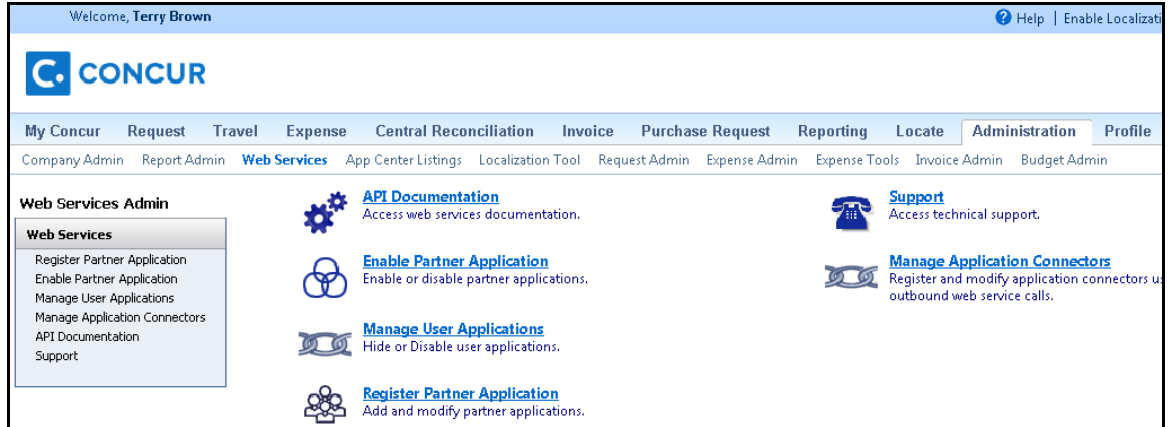 Welcome, Terry Brown
? Help | Enable Localizati
C. CONCUR
My Concur Request Travel Expense Central Reconciliation Invoice Purchase Request Reporting Locate Administration Profile
Company Admin Report Admin Web Services App Center Listings Localization Tool Request Admin Expense Admin Expense Tools Invoice Admin Budget Admin
Web Services Admin
Web Services
Register Partner Application
Enable Partner Application
Manage User Applications
Manage Application Connectors
API Documentation
Support
API Documentation
Access web services documentation.
Enable Partner Application
Enable or disable partner applications.
Manage User Applications
Hide or Disable user applications.
Register Partner Application
Add and modify partner applications.
Support
Access technical support.
Manage Application Connectors
Register and modify application connectors u
outbound web service calls.